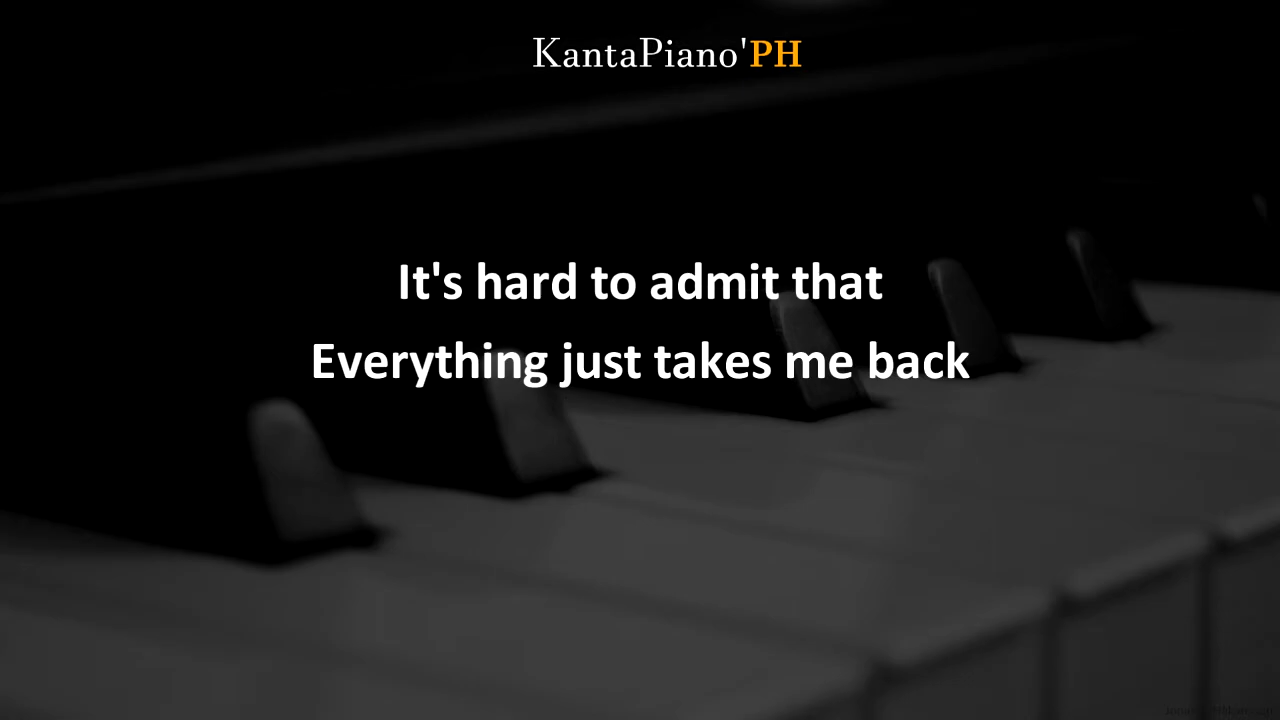 KantaPiano'PH
It's hard to admit that
Everything just takes me back